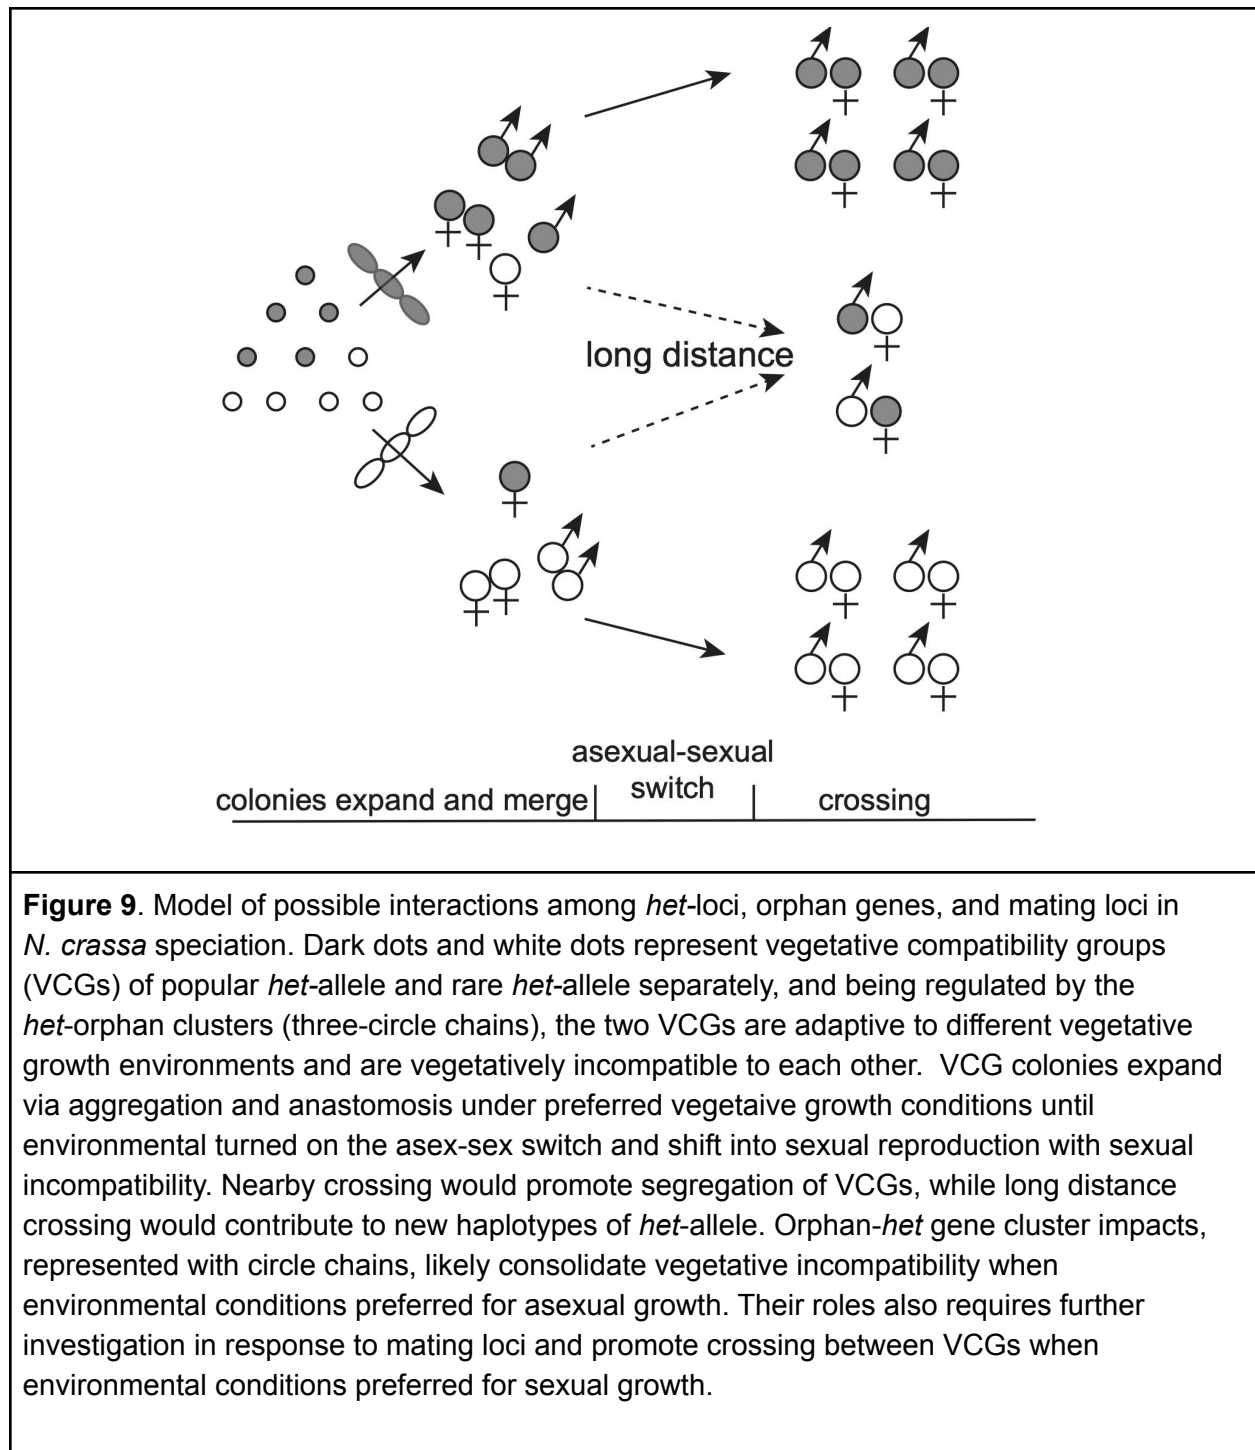 long distance
asexual-sexual
switch
colonies expand and merge
crossing
Figure 9. Model of possible interactions among het-loci, orphan genes, and mating loci in
N. crassa speciation. Dark dots and white dots represent vegetative compatibility groups
(VCGs) of popular het-allele and rare het-allele separately, and being regulated by the
het-orphan clusters (three-circle chains), the two VCGs are adaptive to different vegetative
growth environments and are vegetatively incompatible to each other.  VCG colonies expand
via aggregation and anastomosis under preferred vegetaive growth conditions until
environmental turned on the asex-sex switch and shift into sexual reproduction with sexual
incompatibility. Nearby crossing would promote segregation of VCGs, while long distance
crossing would contribute to new haplotypes of het-allele. Orphan-het gene cluster impacts,
represented with circle chains, likely consolidate vegetative incompatibility when
environmental conditions preferred for asexual growth. Their roles also requires further
investigation in response to mating loci and promote crossing between VCGs when
environmental conditions preferred for sexual growth.